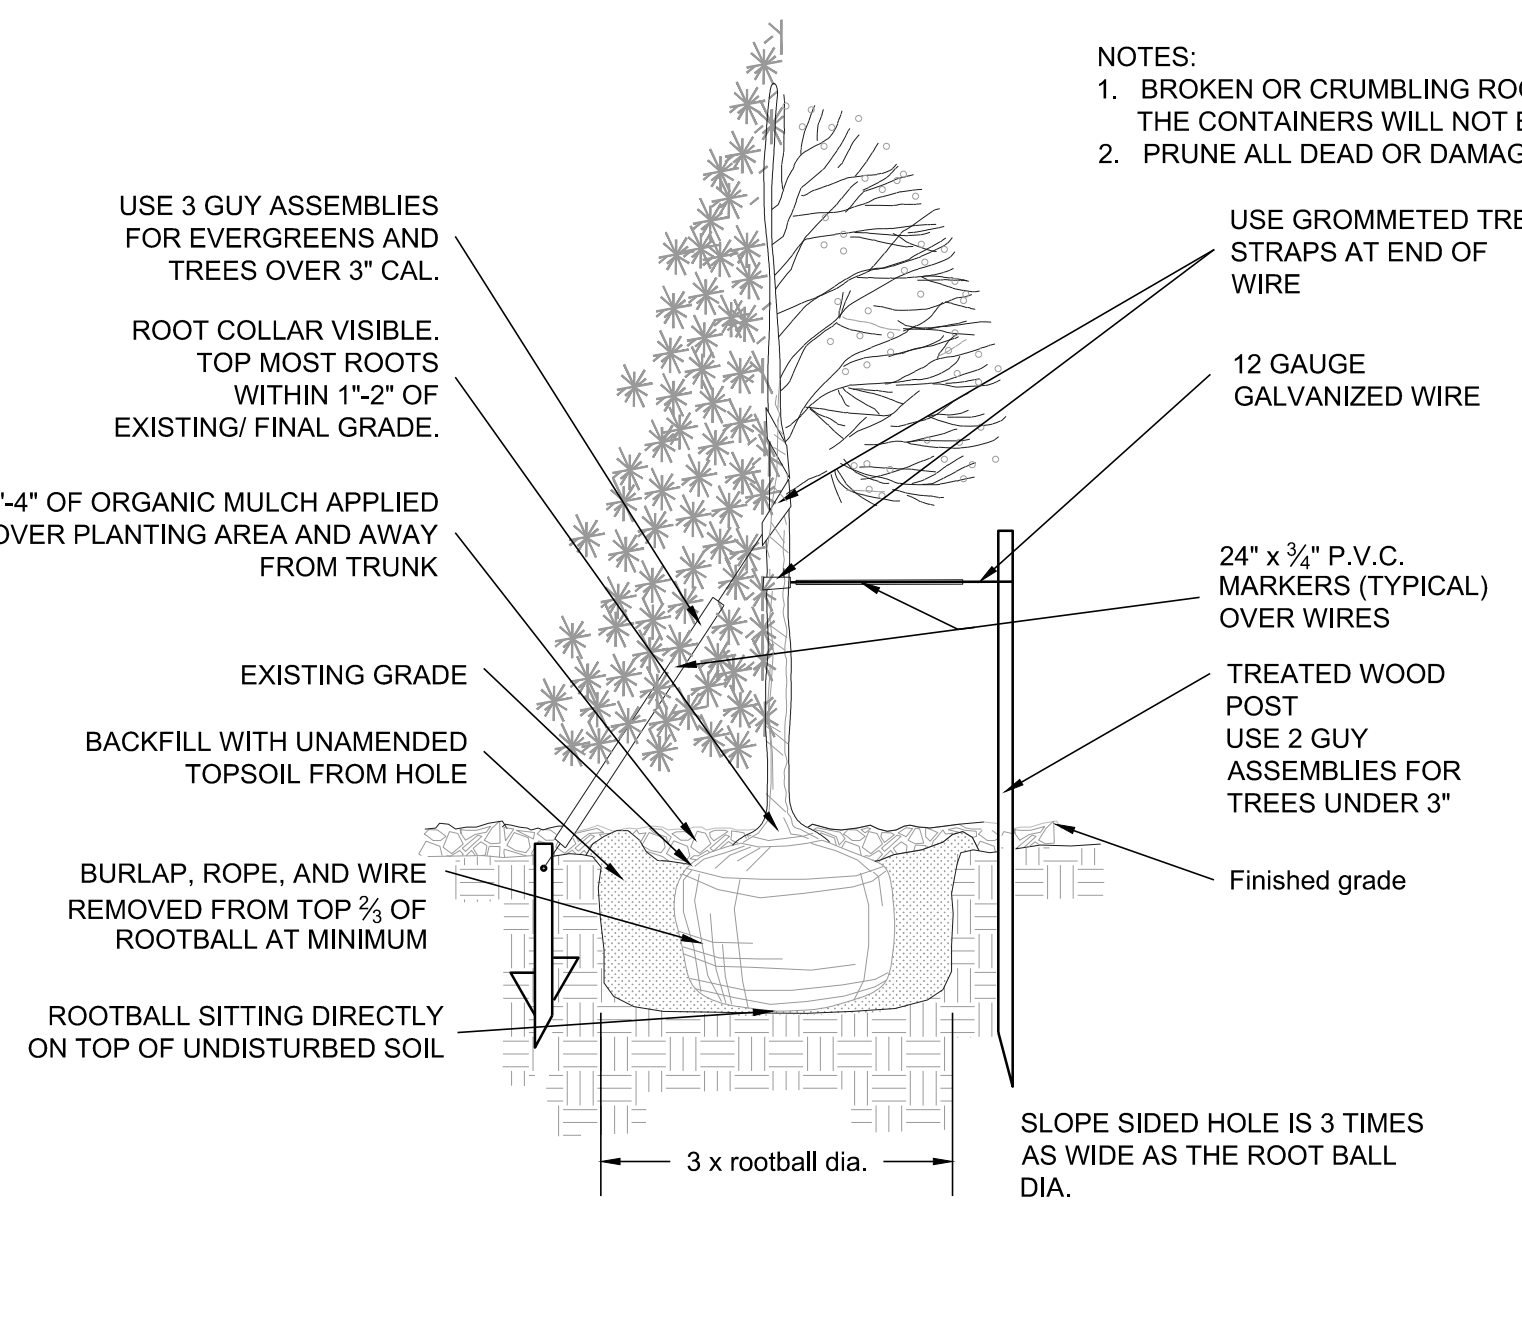 NOTES:
1. BROKEN OR CRUMBLING
THE CONTAINERS WILL NOT
2. PRUNE ALL DEAD OR
USE 3 GUY ASSEMBLIES
FOR EVERGREENS AND
TREES OVER 3" CAL.
ROOT COLLAR VISIBLE.
TOP MOST ROOTS
WITHIN 1"-2" OF
EXISTING/ FINAL GRADE.
"-4" OF ORGANIC MULCH APPLIED
OVER PLANTING AREA AND AWAY
FROM TRUNK
EXISTING GRADE
BACKFILL WITH UNAMENDED
TOPSOIL FROM HOLE
BURLAP, ROPE, AND WIRE
REMOVED FROM TOP ⅔ OF
ROOTBALL AT MINIMUM
ROOTBALL SITTING DIRECTLY
ON TOP OF UNDISTURBED SOIL
USE GROMMETED
STRAPS AT END OF
WIRE
12 GAUGE
GALVANIZED WIRE
24" x ¾" P.V.C.
MARKERS (TYPICAL)
OVER WIRES
TREATED WOOD
POST
USE 2 GUY
ASSEMBLIES FOR
TREES UNDER 3"
Finished grade
3 x rootball dia.
SLOPE SIDED HOLE IS 3 TIMES
AS WIDE AS THE ROOT BALL
DIA.